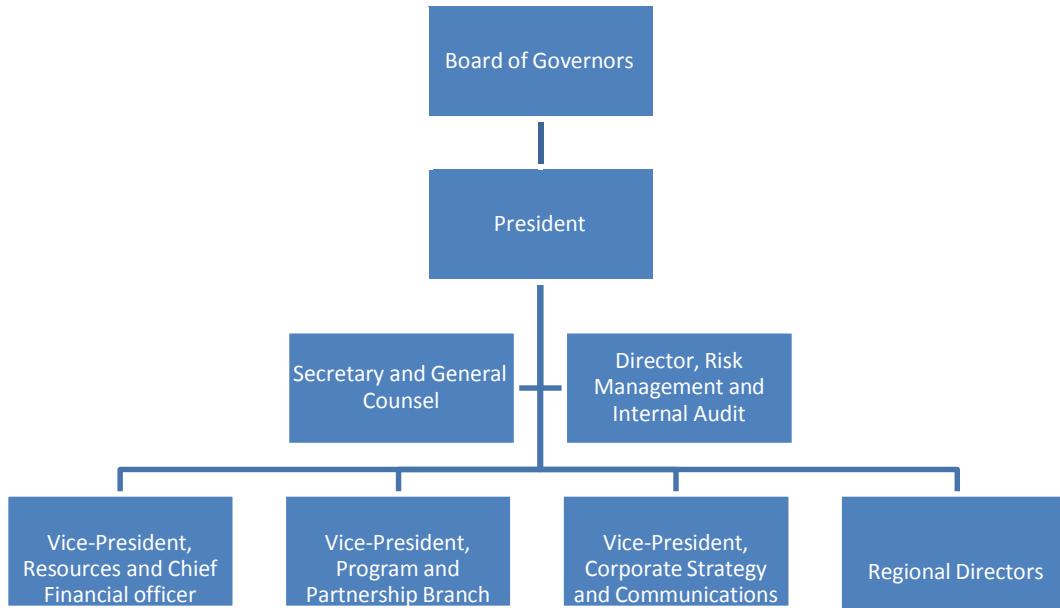 Board of Governors
President
Secretary and General
Counsel
Director, Risk
Management and
Internal Audit
Vice-President,
Resources and Chief
Financial officer
Vice-President,
Program and
Partnership Branch
Vice-President,
Corporate Strategy
and Communications
Regional Directors